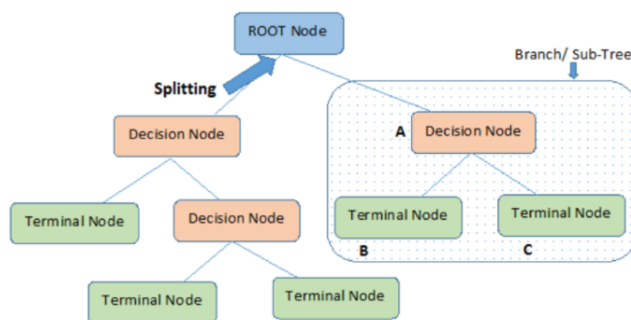 ROOT Node
Branch/ Sub-Tree
Splitting
A
Decision Node
Decision Node
Terminal Node
Decision Node
Terminal Node
Terminal Node
B
C
Terminal Node
Terminal Node